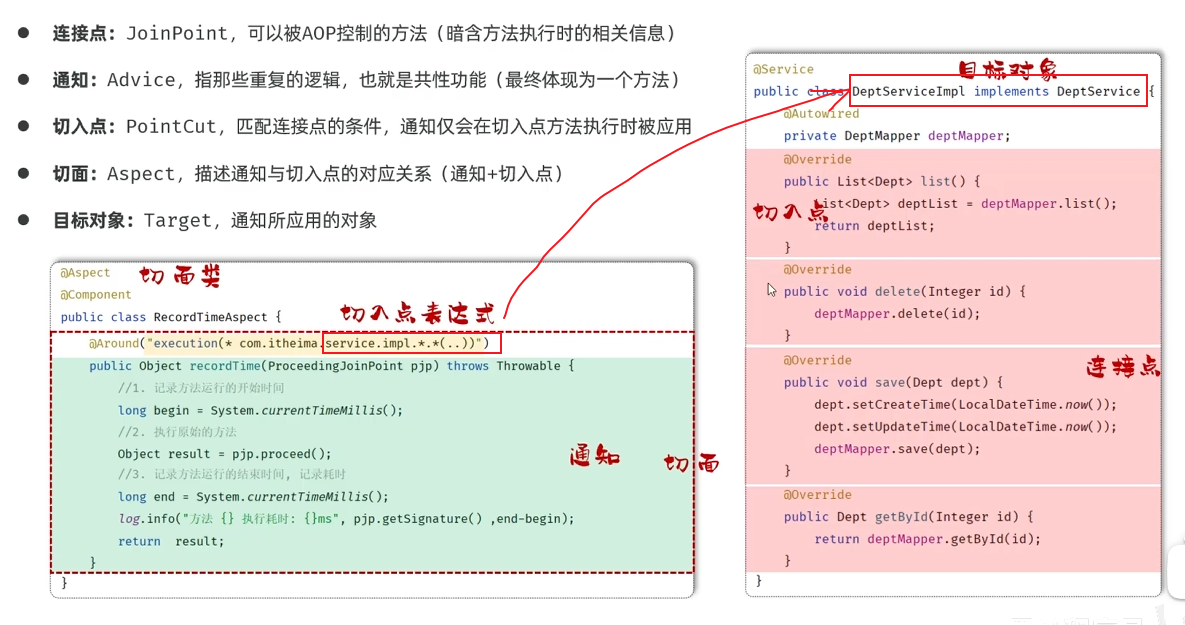 ● 连接点：JoinPoint，可以被AOP控制的方法（暗含方法执行时的相关信息）
● 通知：Advice，指那些重复的逻辑，也就是共性功能（最终体现为一个方法）
● 切入点：PointCut，匹配连接点的条件，通知仅会在切入点方法执行时被应用
● 切面：Aspect，描述通知与切入点的对应关系（通知+切入点）
● 目标对象：Target，通知所应用的对象
@Aspect
切面类
@Component
public class RecordTimeAspect {
切入点表达式
@Around("execution(* com.itheima.service.impl.*.*(..))")
public Object recordTime(ProceedingJoinPoint pjp) throws Throwable {
//1. 记录方法运行的开始时间
long begin = System.currentTimeMillis();
//2. 执行原始的方法
Object result = pjp.proceed();
//3. 记录方法运行的结束时间, 记录耗时
long end = System.currentTimeMillis();
log.info("方法 {} 执行耗时: {}ms", pjp.getSignature() ,end-begin);
return result;
}
}
通知
切面
@Service
目标对象
public class DeptServiceImpl implements DeptService {
@Autowired
private DeptMapper deptMapper;
@Override
public List<Dept> list() {
List<Dept> deptList = deptMapper.list();
切入点
return deptList;
}
@Override
public void delete(Integer id) {
deptMapper.delete(id);
}
@Override
连接点
public void save(Dept dept) {
dept.setCreateTime(LocalDateTime.now());
dept.setUpdateTime(LocalDateTime.now());
deptMapper.save(dept);
}
@Override
public Dept getById(Integer id) {
return deptMapper.getById(id);
}
}